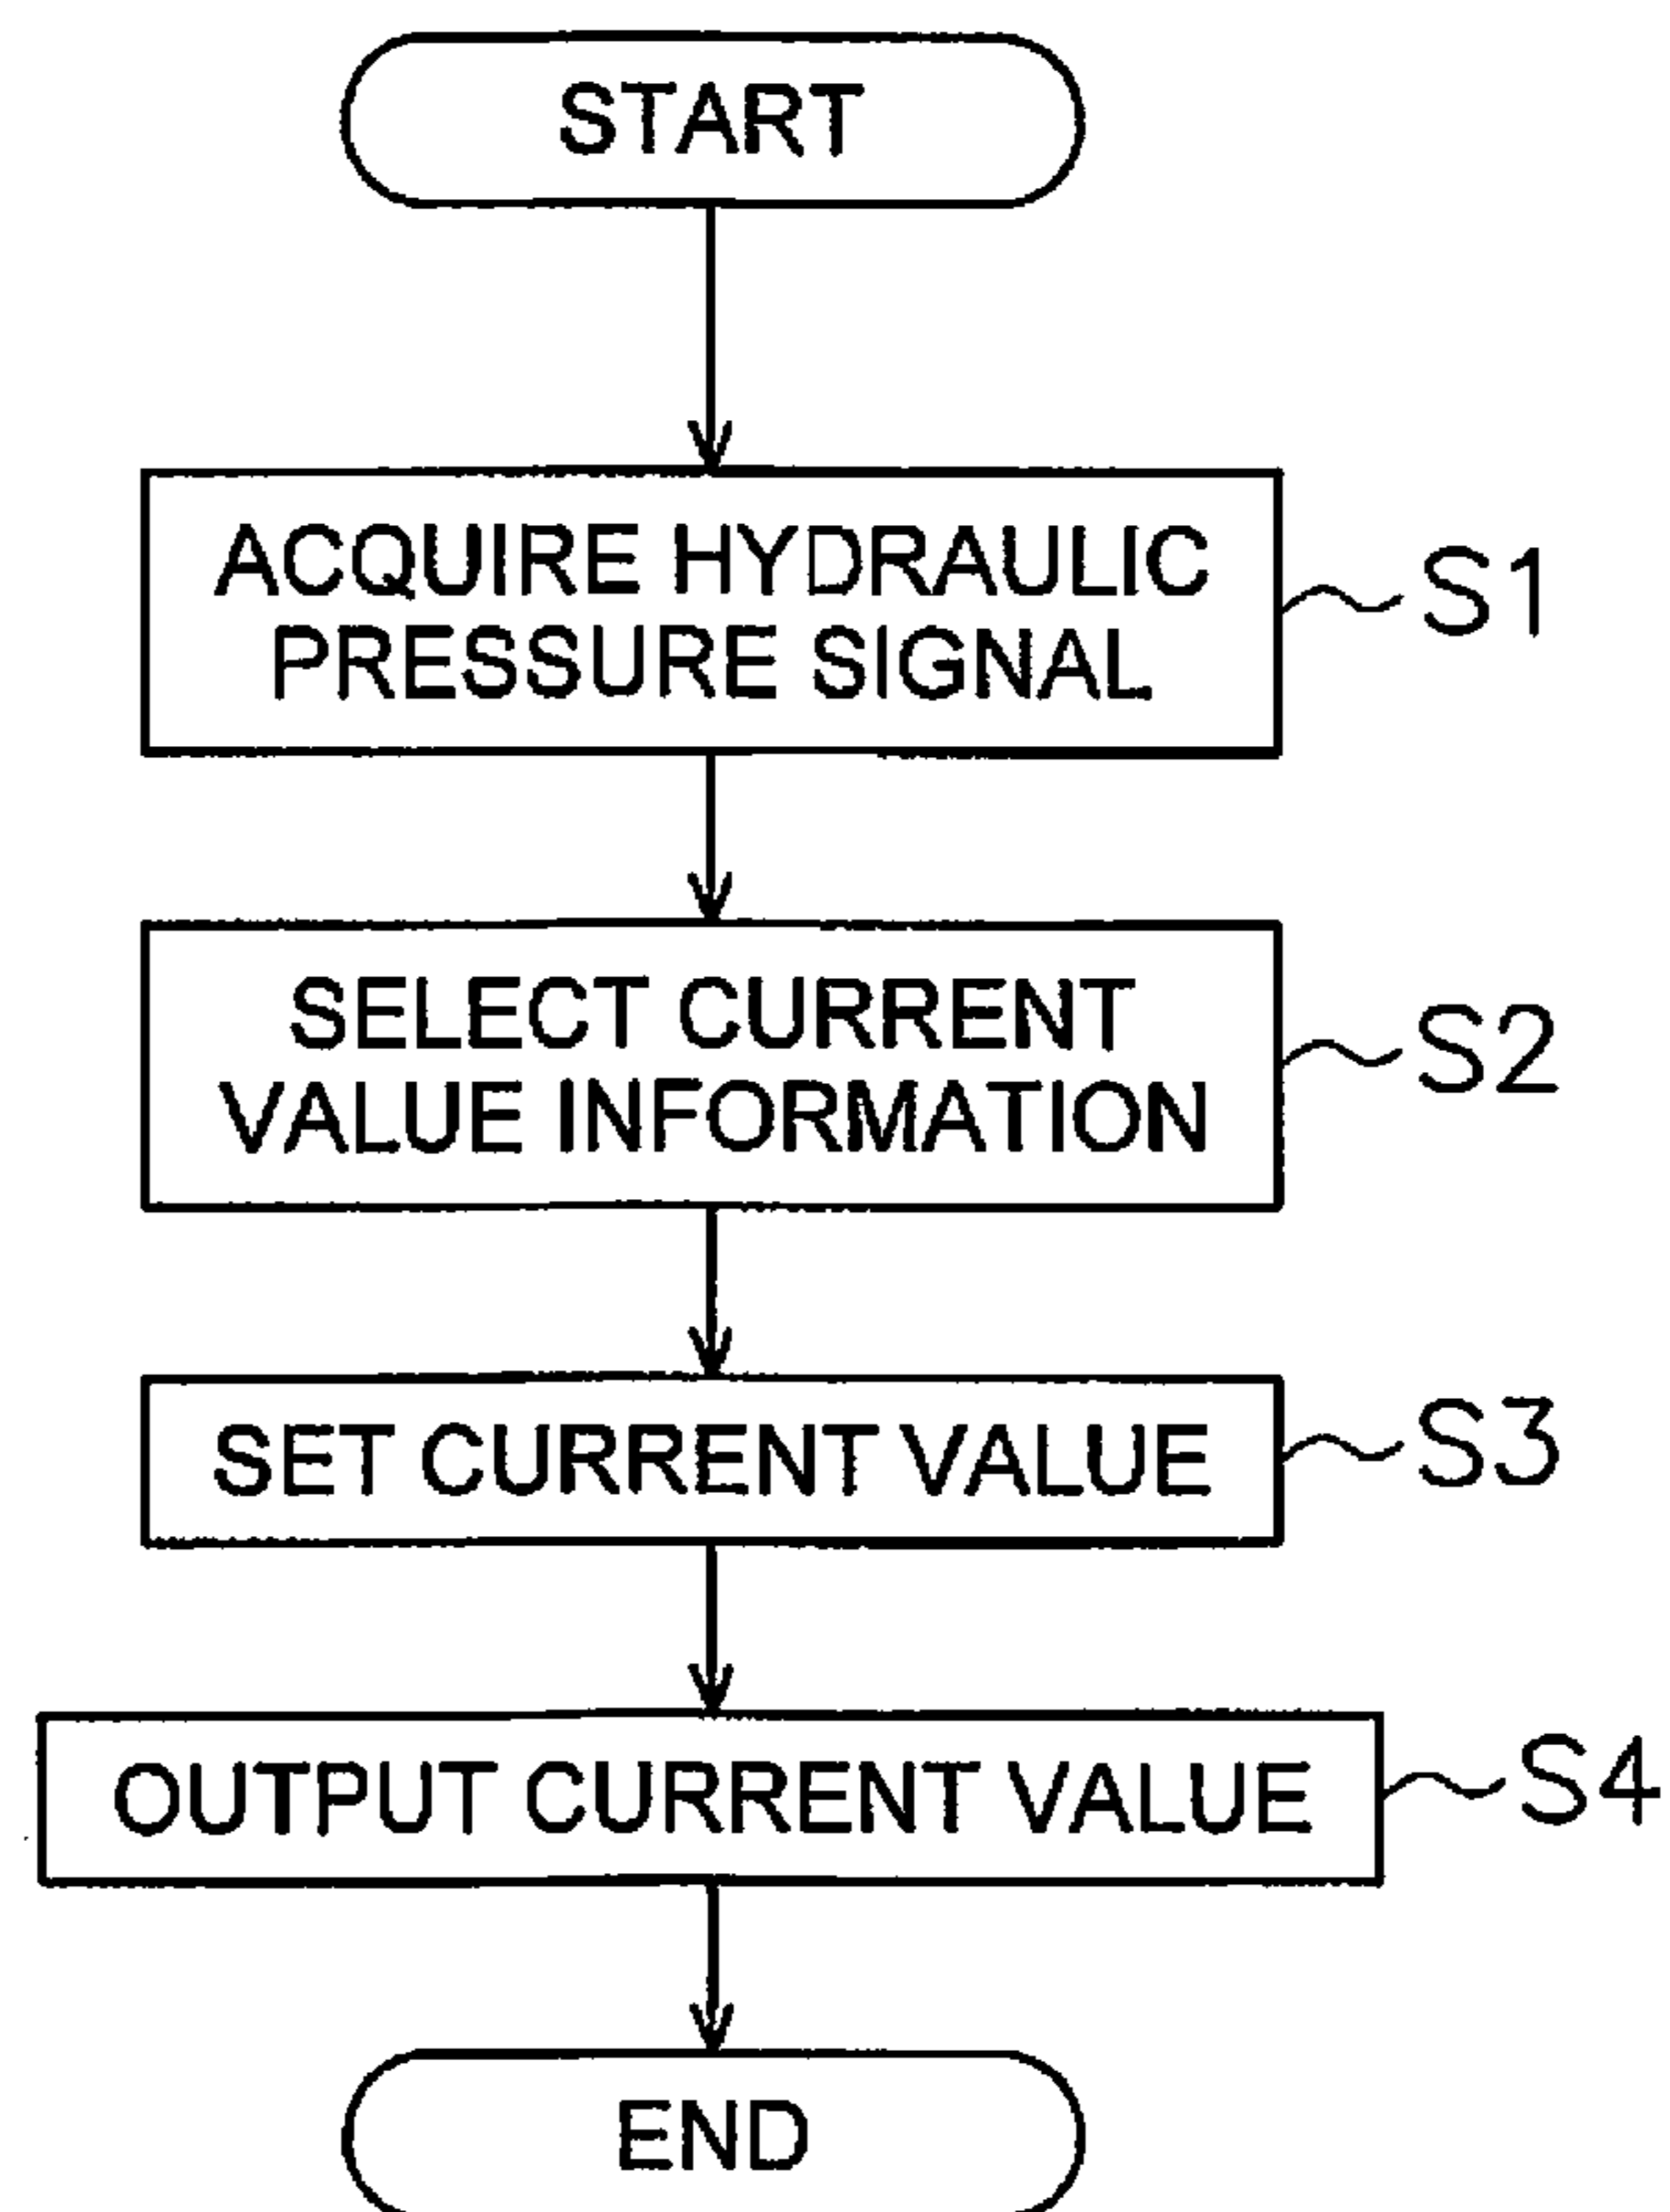 START
ACQUIRE HYDRAULIC
PRESSURE SIGNAL
S1
SELECT CURRENT
VALUE INFORMATION
S2
SET CURRENT VALUE
S3
OUTPUT CURRENT VALUE
S4
END